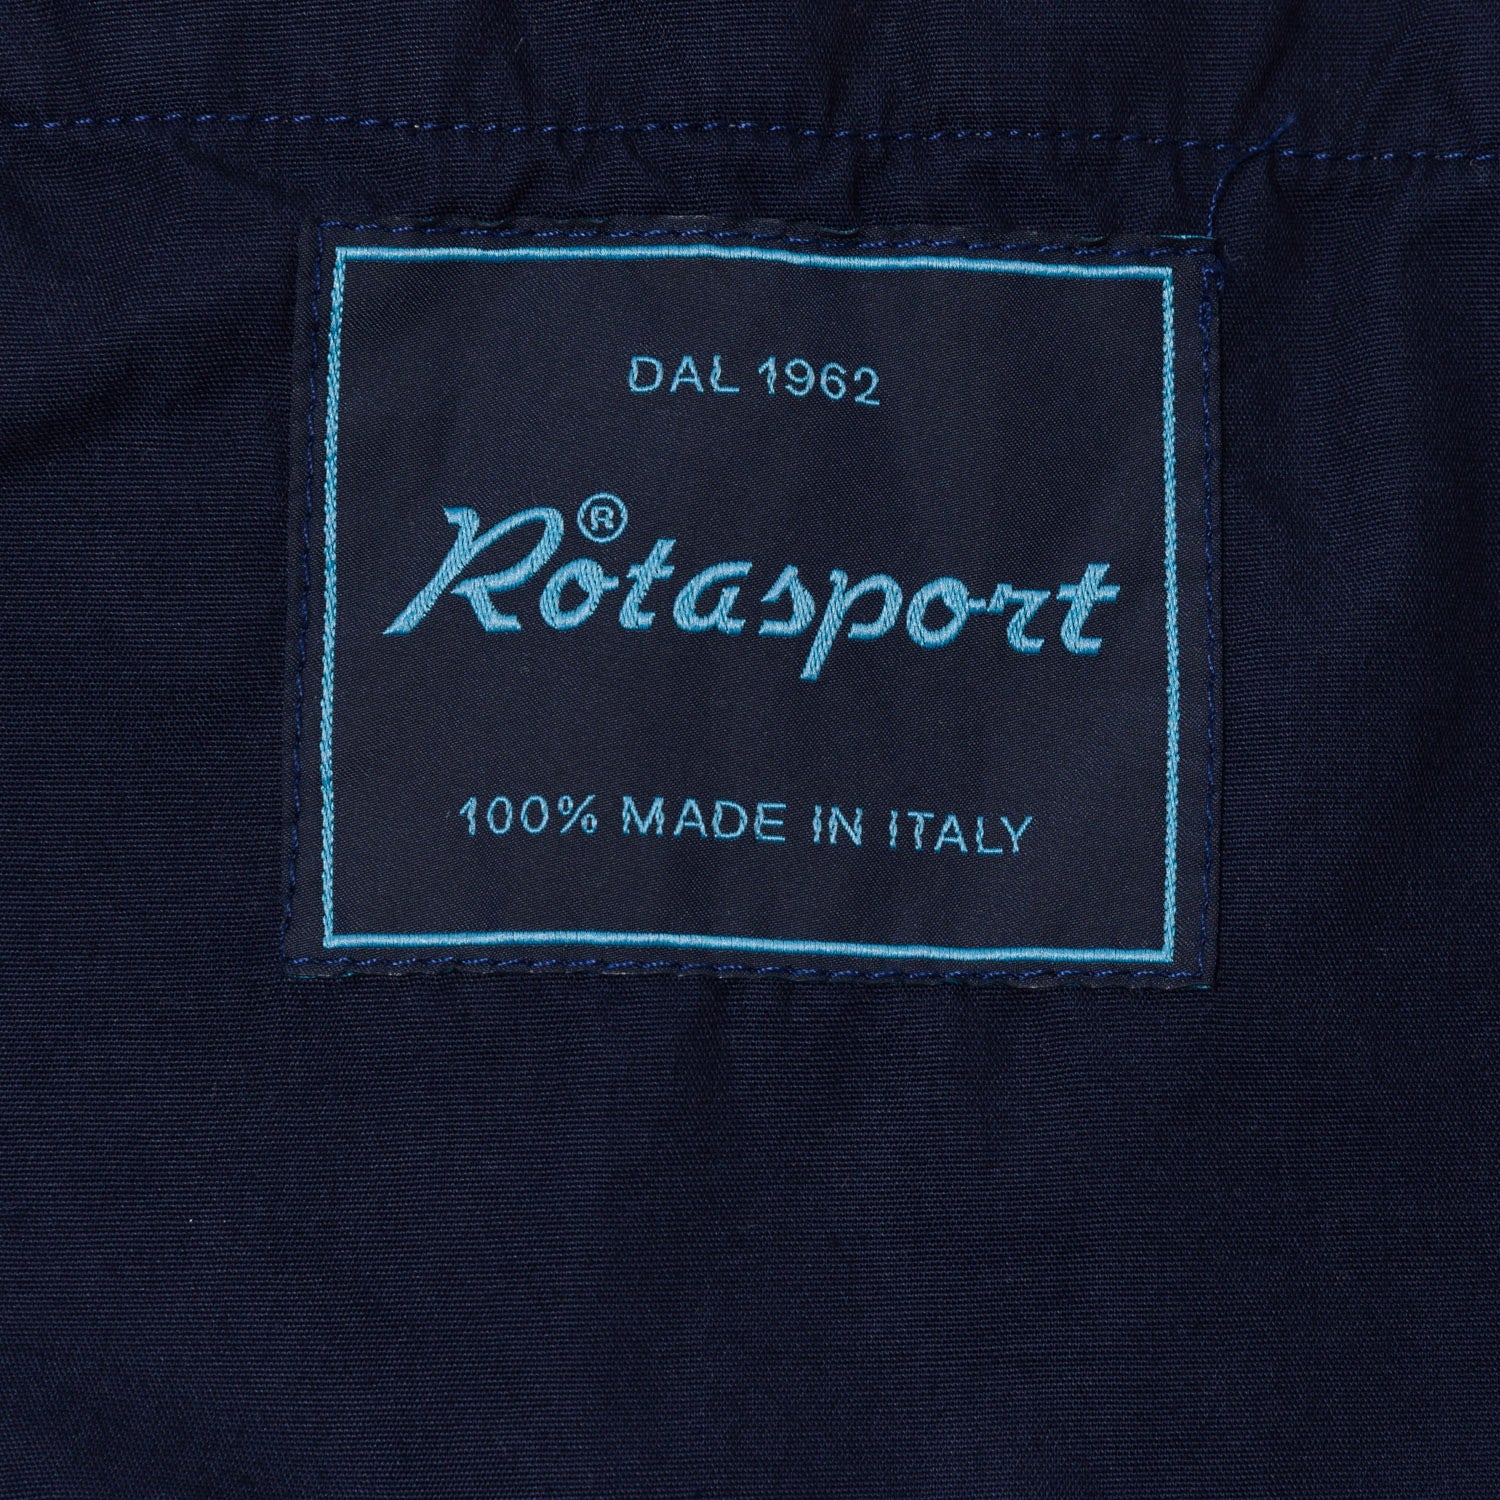 DAL 1962
Rotasport®
100% MADE IN ITALY